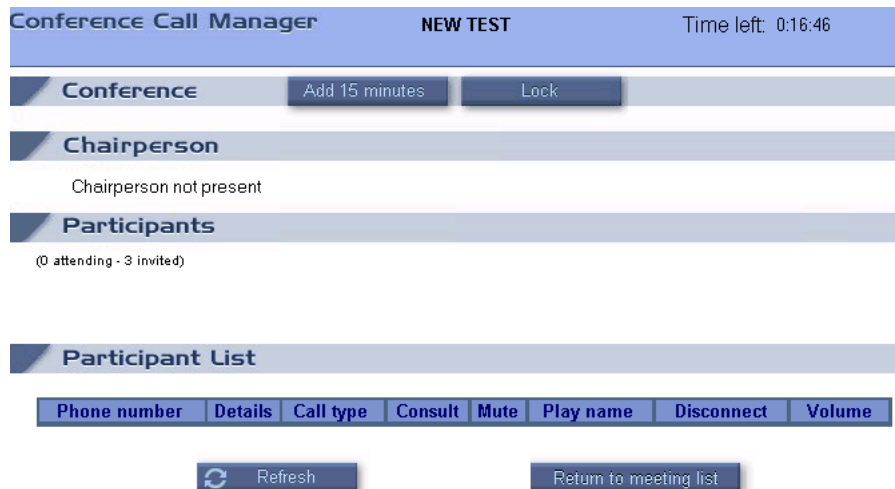 Conference Call Manager NEW TEST Time left: 0:16:46
Conference Add 15 minutes Lock
Chairperson
Chairperson not present
Participants
(0 attending - 3 invited)
Participant List
Phone number Details Call type Consult Mute Play name Disconnect Volume
Refresh Return to meeting list